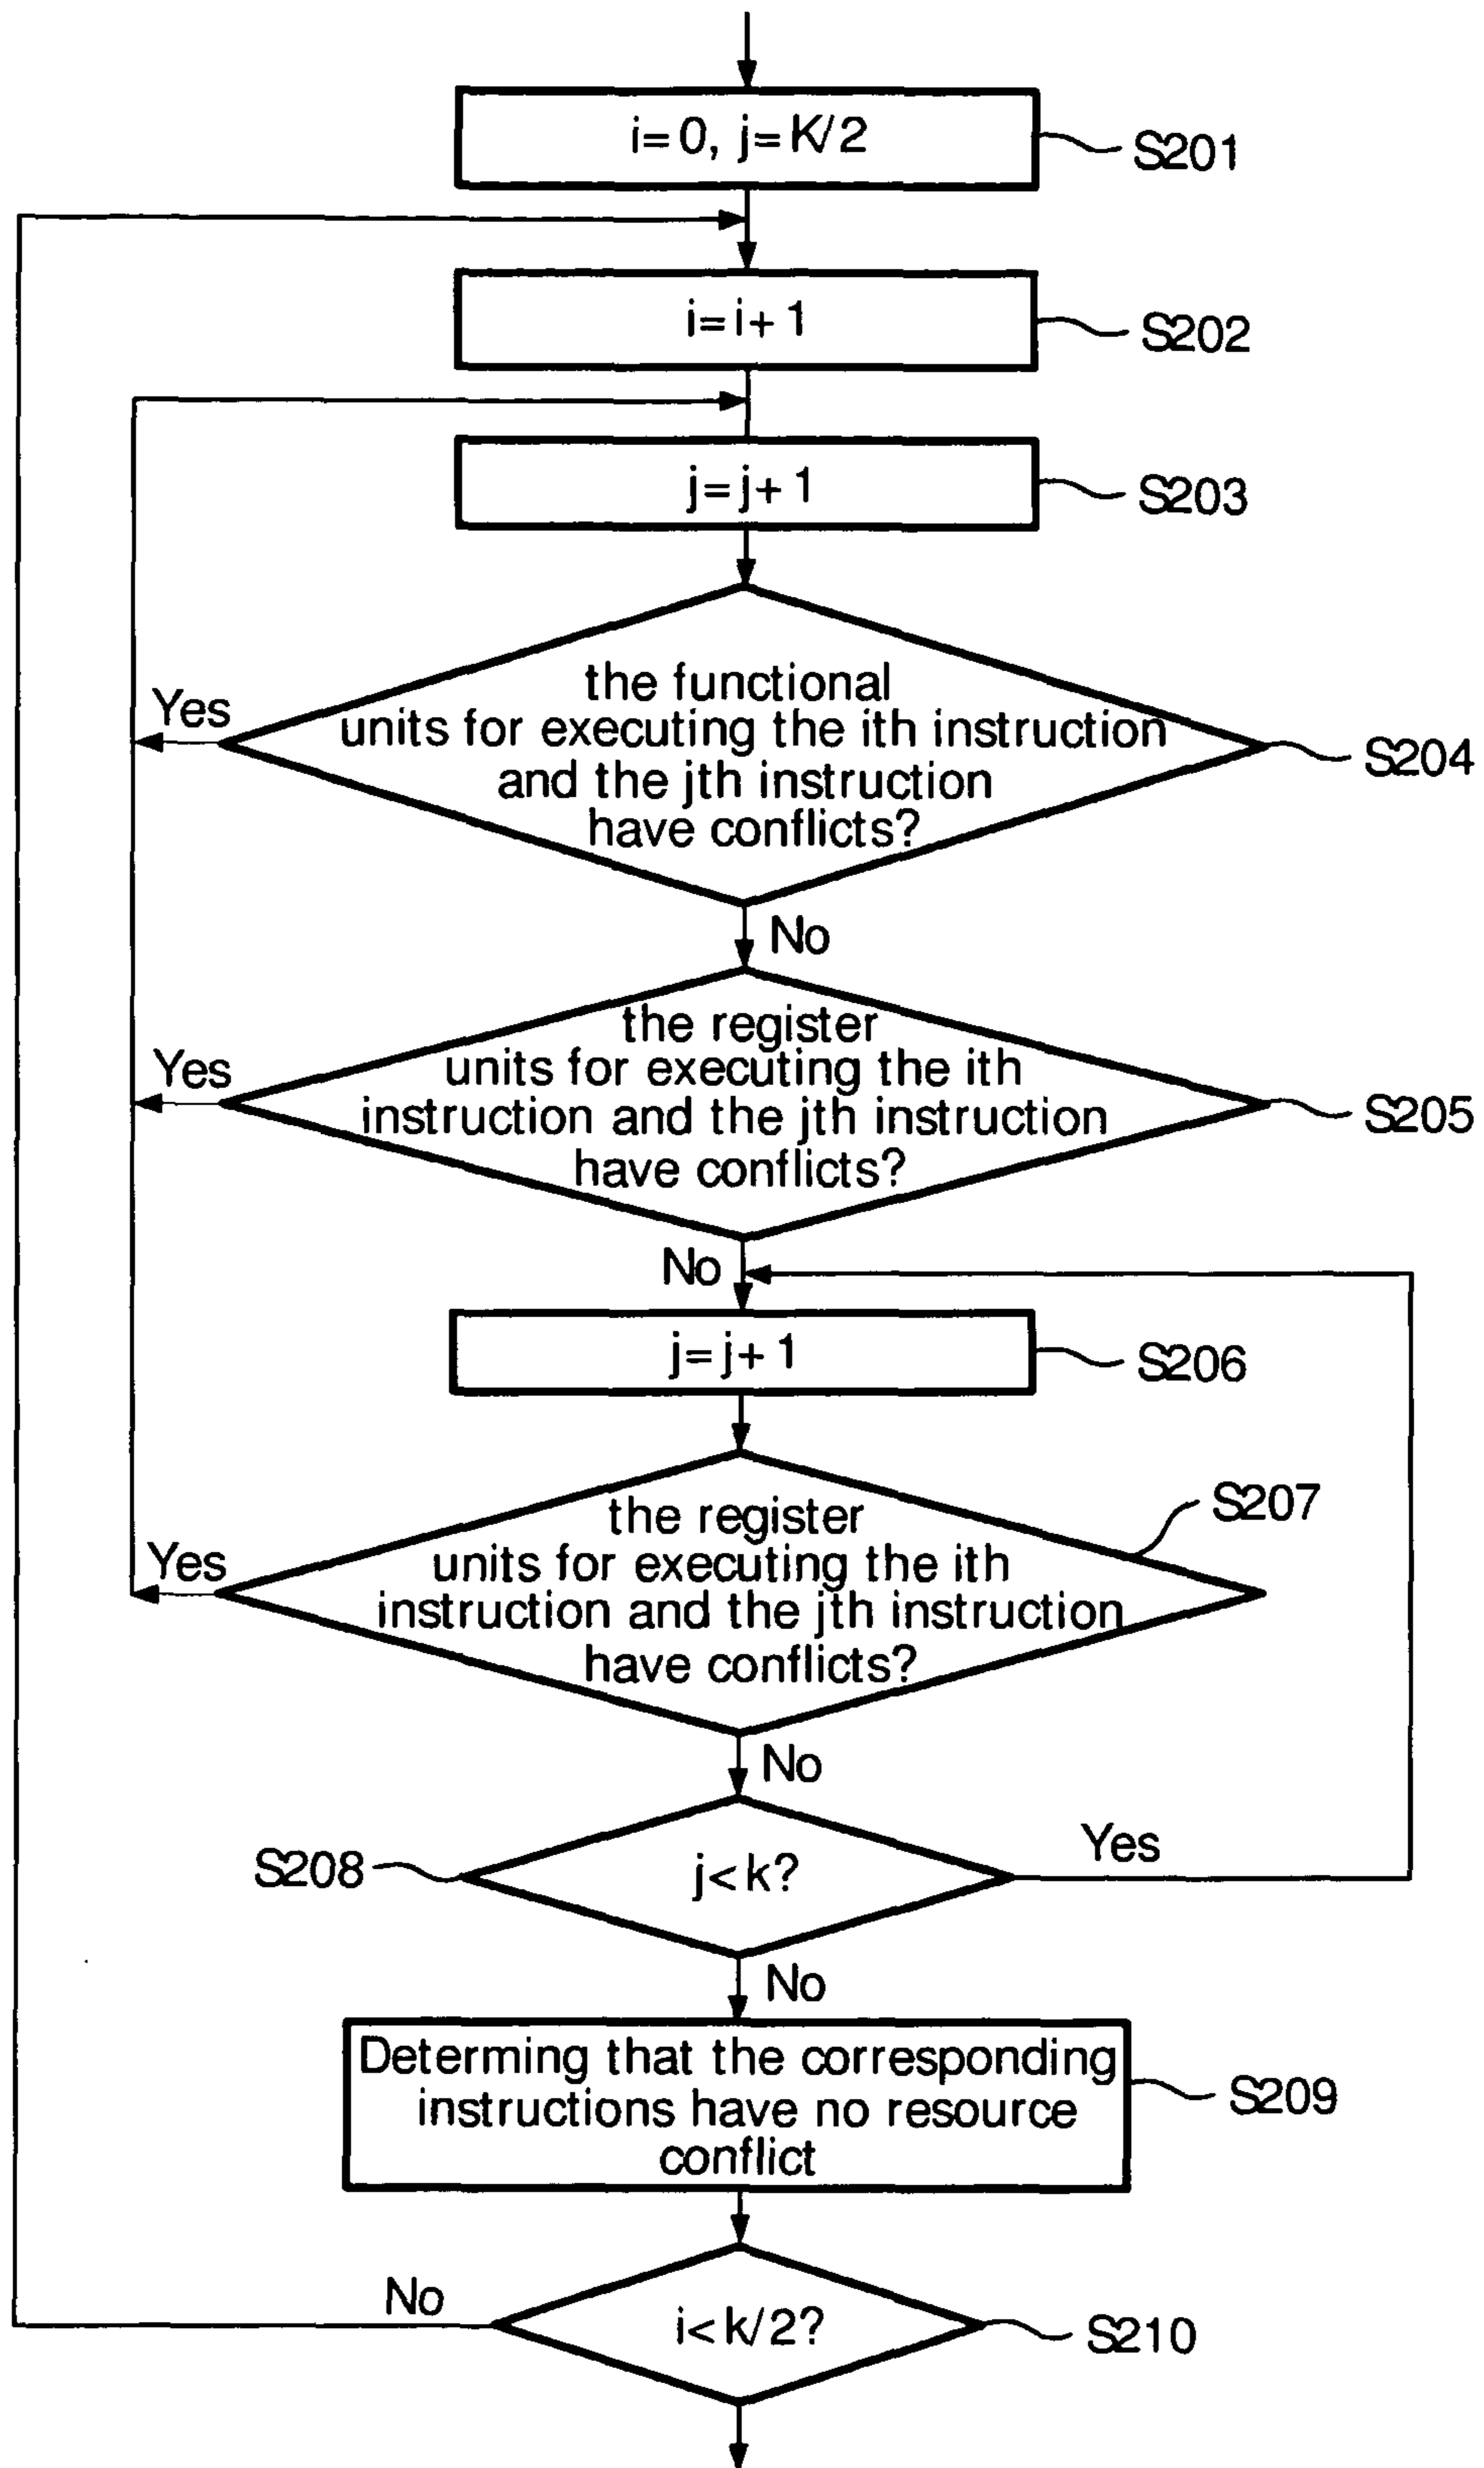 i=0, j=K/2
S201
i=i+1
S202
j=j+1
S203
the functional
units for executing the ith instruction
and the jth instruction
have conflicts?
Yes
S204
No
the register
units for executing the ith
instruction and the jth instruction
have conflicts?
Yes
S205
No
j=j+1
S206
the register
units for executing the ith
instruction and the jth instruction
have conflicts?
S207
Yes
No
j<k?
S208
Yes
No
Determing that the corresponding
instructions have no resource
conflict
S209
i<k/2?
No
S210